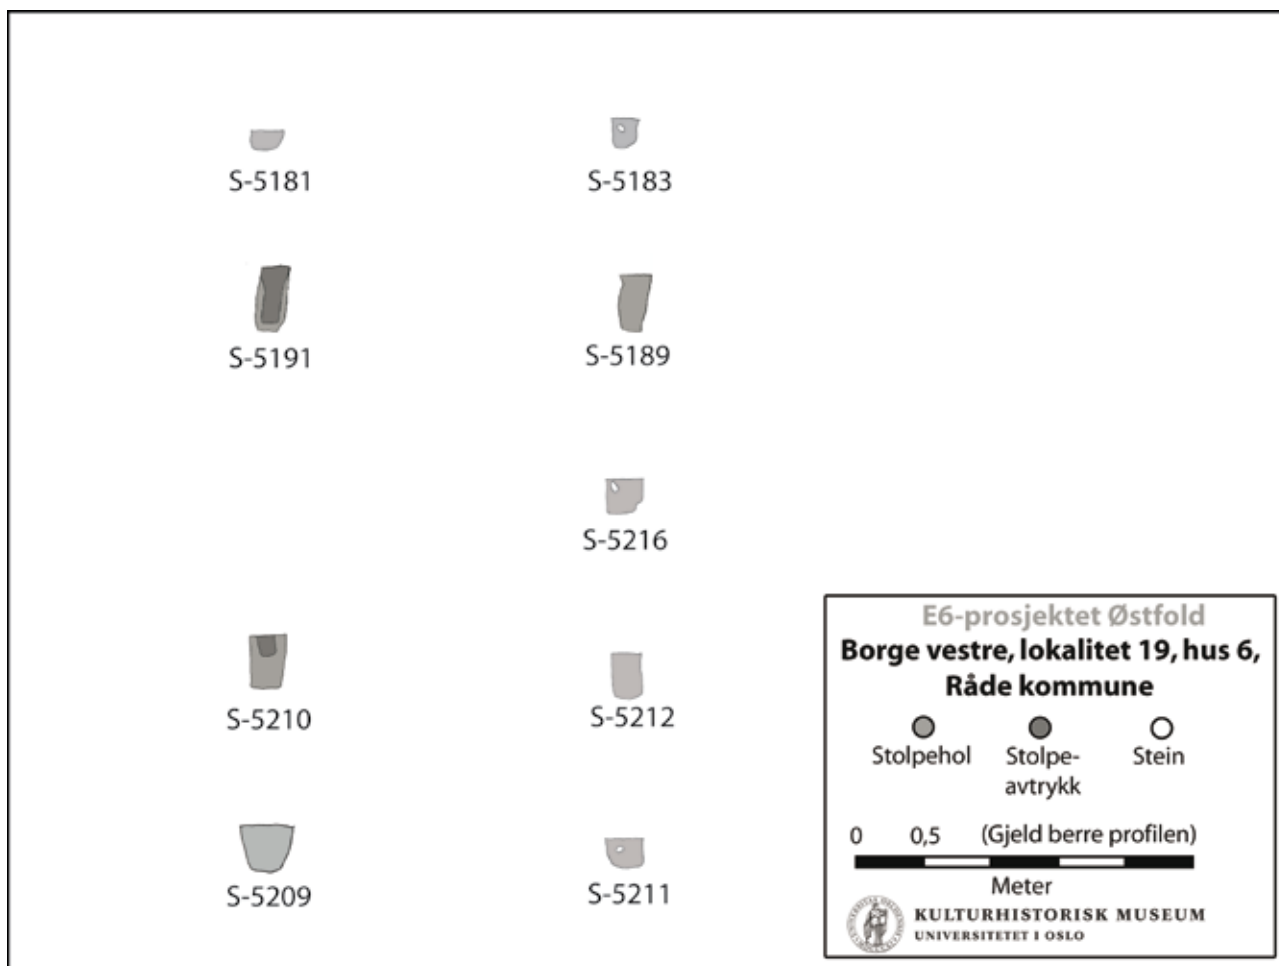 S-5181
S-5183
S-5191
S-5189
S-5216
S-5210
S-5212
S-5209
S-5211
E6-prosjektet Østfold
Borge vestre, lokalitet 19, hus 6,
Råde kommune
Stolpehol
Stolpe-
avtrykk
Stein
0 0,5 (Gjeld berre profilen)
Meter
KULTURHISTORISK MUSEUM
UNIVERSITETET I OSLO